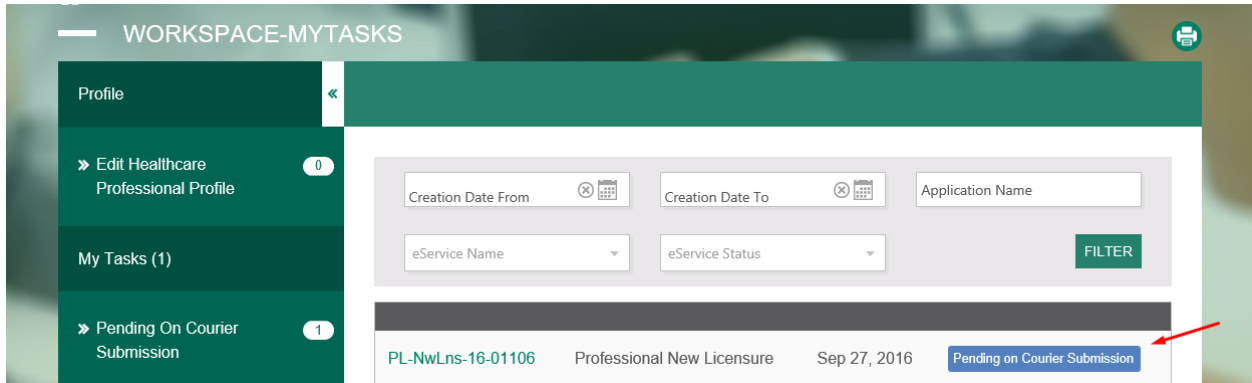 WORKSPACE-MYTASKS
Profile
Edit Healthcare 0
Professional Profile
My Tasks (1)
Pending On Courier 1
Submission
Creation Date From Creation Date To Application Name
eService Name eService Status FILTER
PL-NwLns-16-01106 Professional New Licensure Sep 27, 2016 Pending on Courier Submission